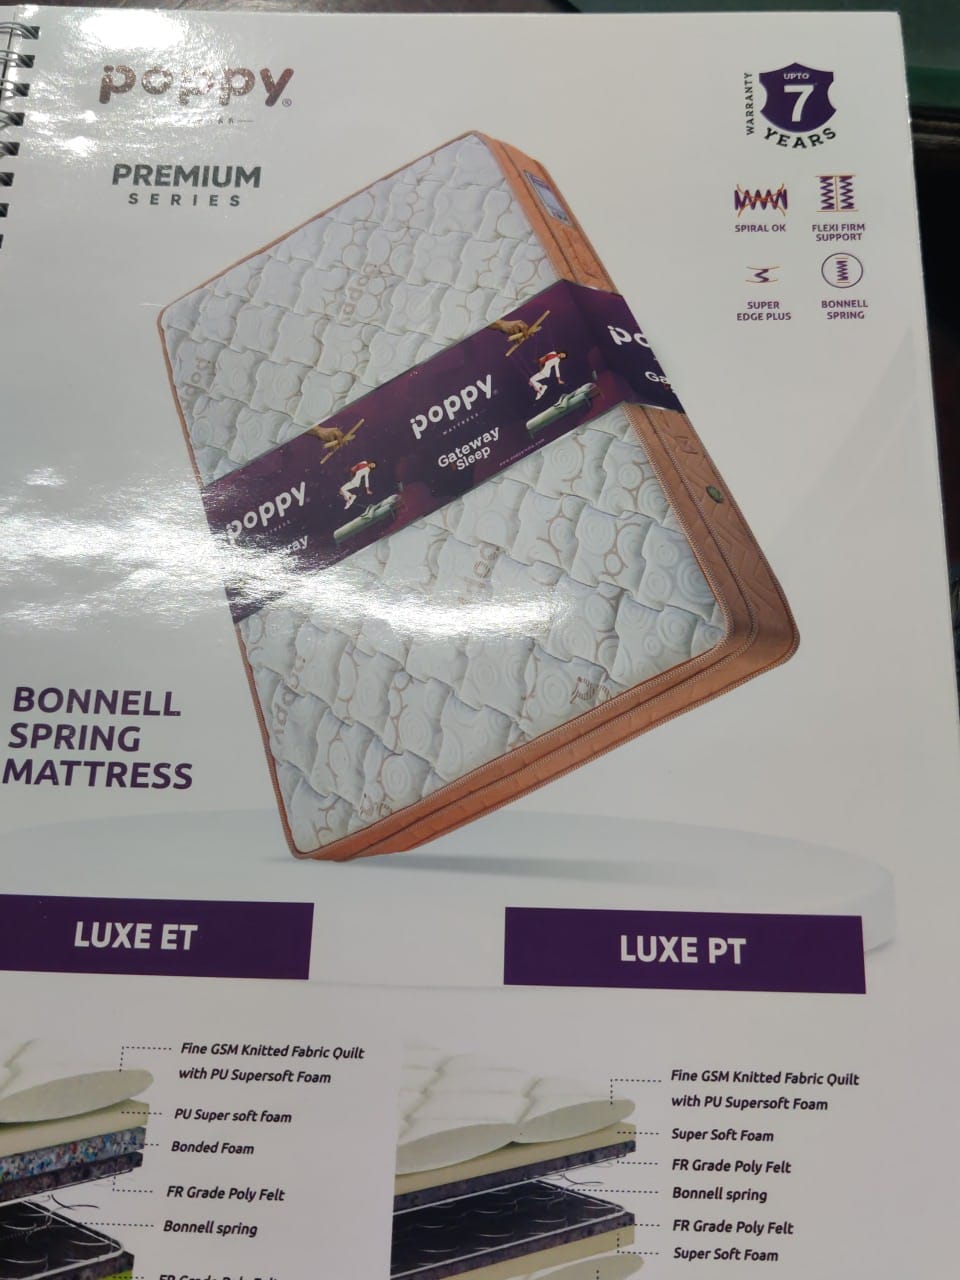 poppy®
PREMIUM
SERIES
WARRANTY
UPTO
7
YEARS
SPIRAL OK
FLEXI FIRM
SUPPORT
SUPER
EDGE PLUS
BONNELL
SPRING
poppy
poppy
MATTRESS
Gateway
Sleep
poppy
BONNELL
SPRING
MATTRESS
LUXE ET
Fine GSM Knitted Fabric Quilt
with PU Supersoft Foam
PU Super soft foam
Bonded Foam
FR Grade Poly Felt
Bonnell spring
LUXE PT
Fine GSM Knitted Fabric Quilt
with PU Supersoft Foam
Super Soft Foam
FR Grade Poly Felt
Bonnell spring
FR Grade Poly Felt
Super Soft Foam